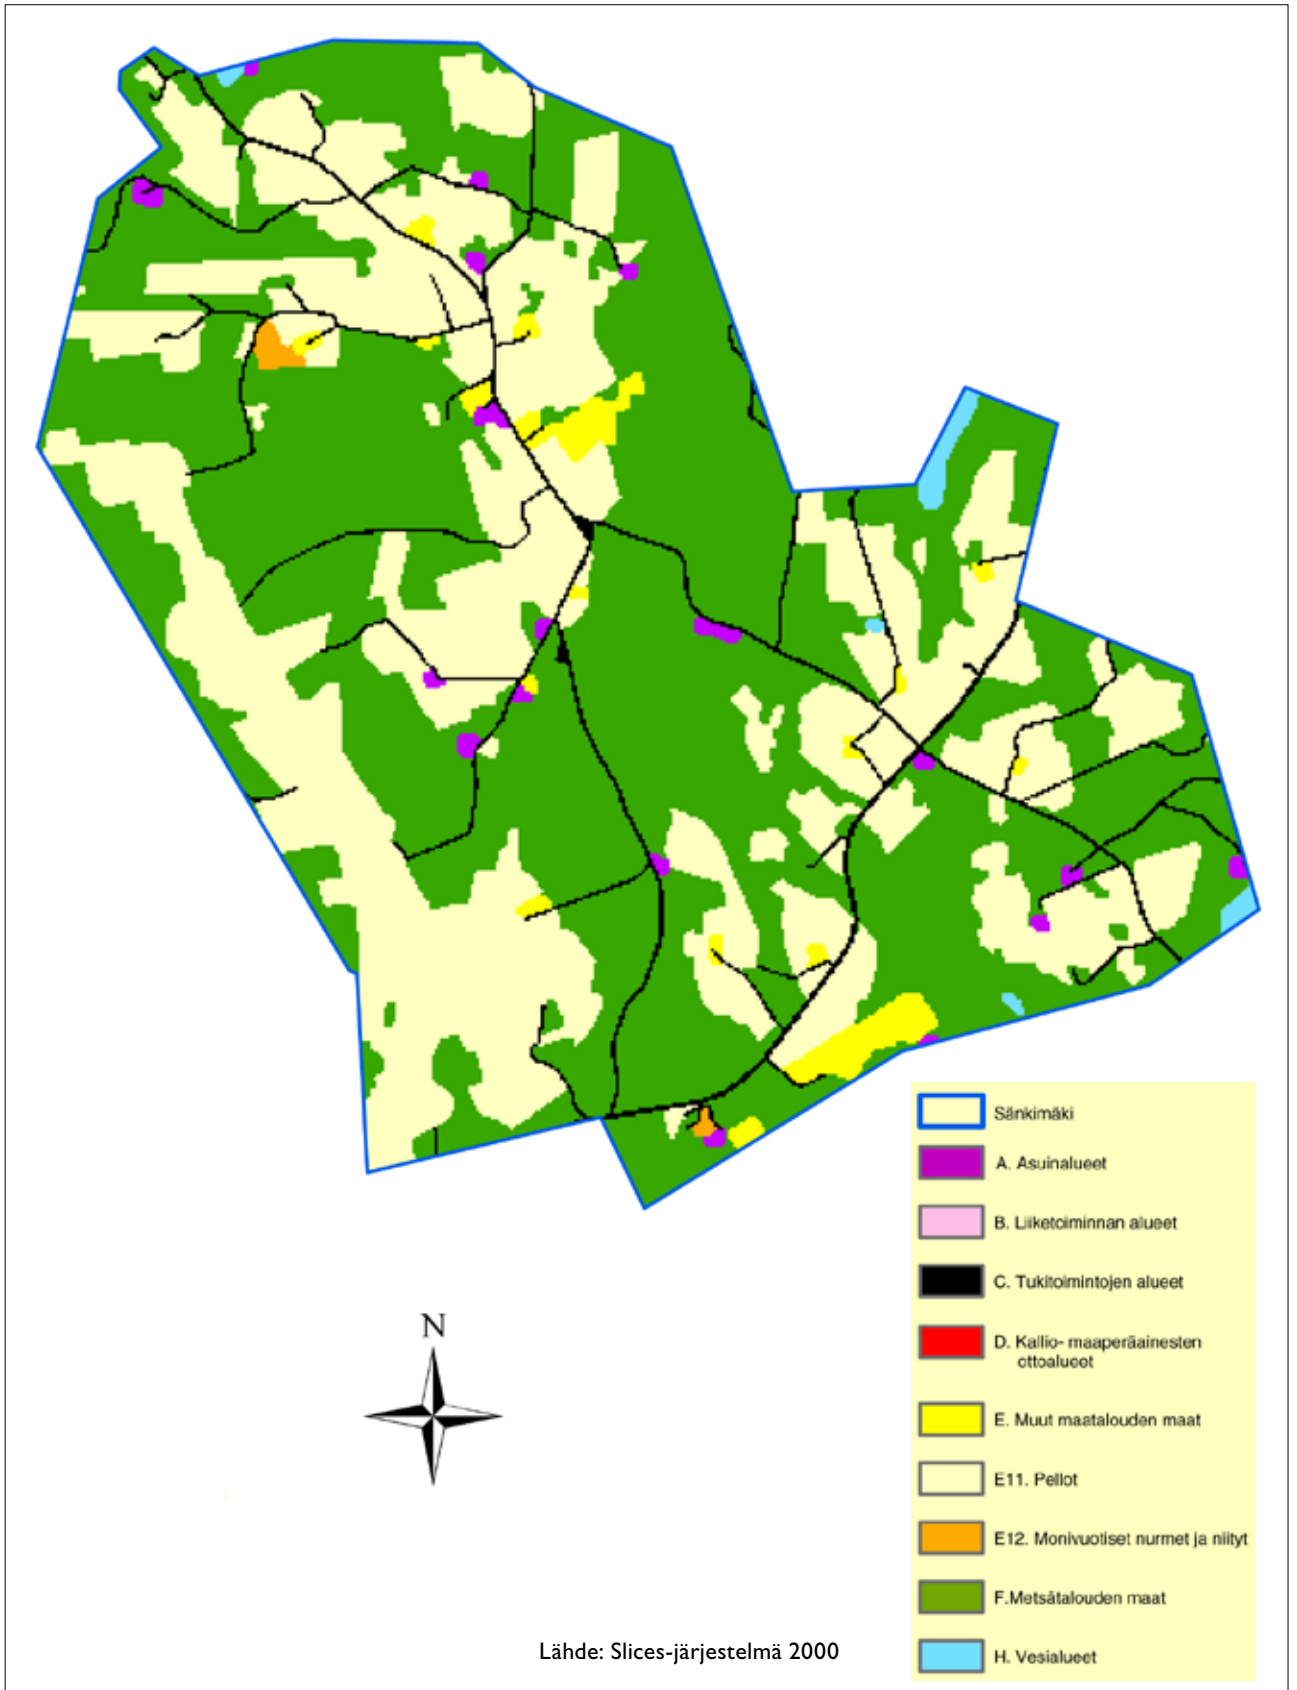 Sänkimäki
A. Asuinalueet
B. Liiketoiminnan alueet
C. Tukitoimintojen alueet
D. Kallio- maaperäainesten
ottoalueet
E. Muut maatalouden maat
E11. Pellot
E12. Monivuotiset nurmet ja niityt
F.Metsätalouden maat
H. Vesialueet
N
Lähde: Slices-järjestelmä 2000